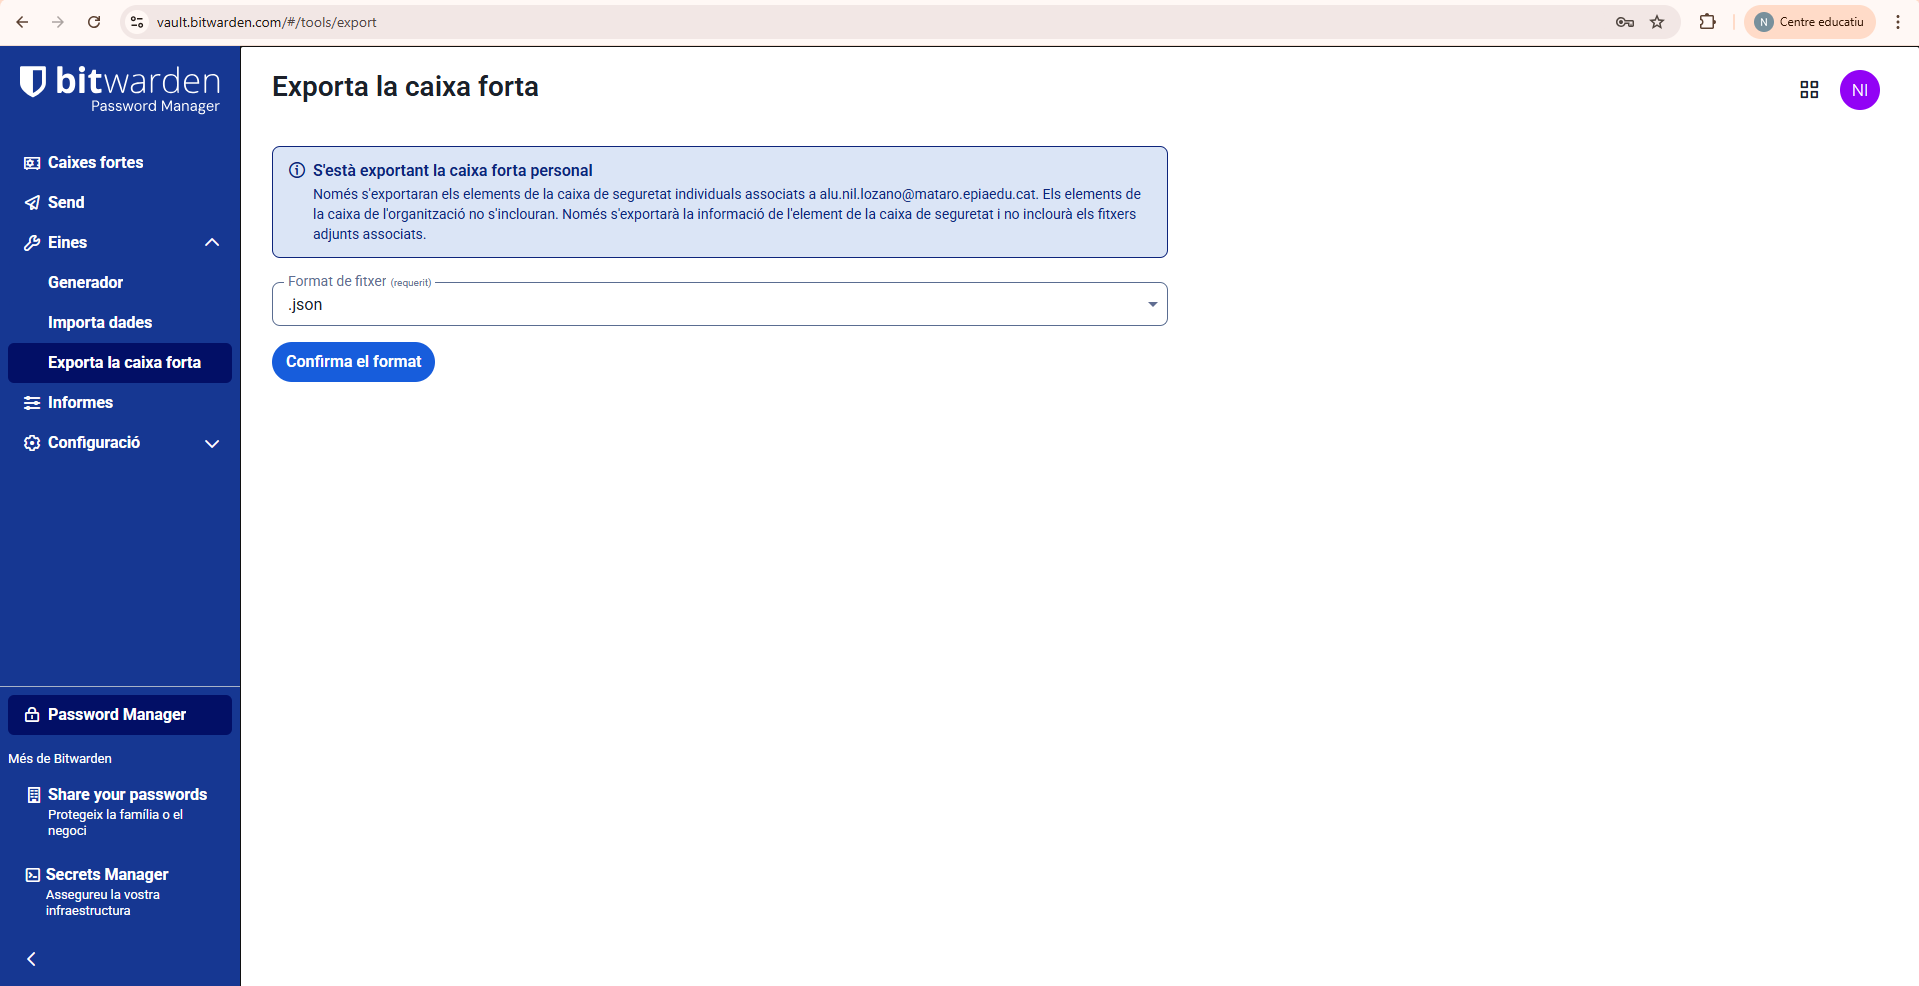 vault.bitwarden.com/#/tools/export
N Centre educatiu
bitwarden
Password Manager
Caixes fortes
Send
Eines
Generador
Importa dades
Exporta la caixa forta
Informes
Configuració
Password Manager
Més de Bitwarden
Share your passwords
Protegeix la família o el
negoci
Secrets Manager
Assegureu la vostra
infraestructura
Exporta la caixa forta
NI
S'està exportant la caixa forta personal
Només s'exportaran els elements de la caixa de seguretat individuals associats a alu.nil.lozano@mataro.epiaedu.cat. Els elements de
la caixa de l'organització no s'inclouran. Només s'exportarà la informació de l'element de la caixa de seguretat i no inclourà els fitxers
adjunts associats.
Format de fitxer (requerit)
.json
Confirma el format